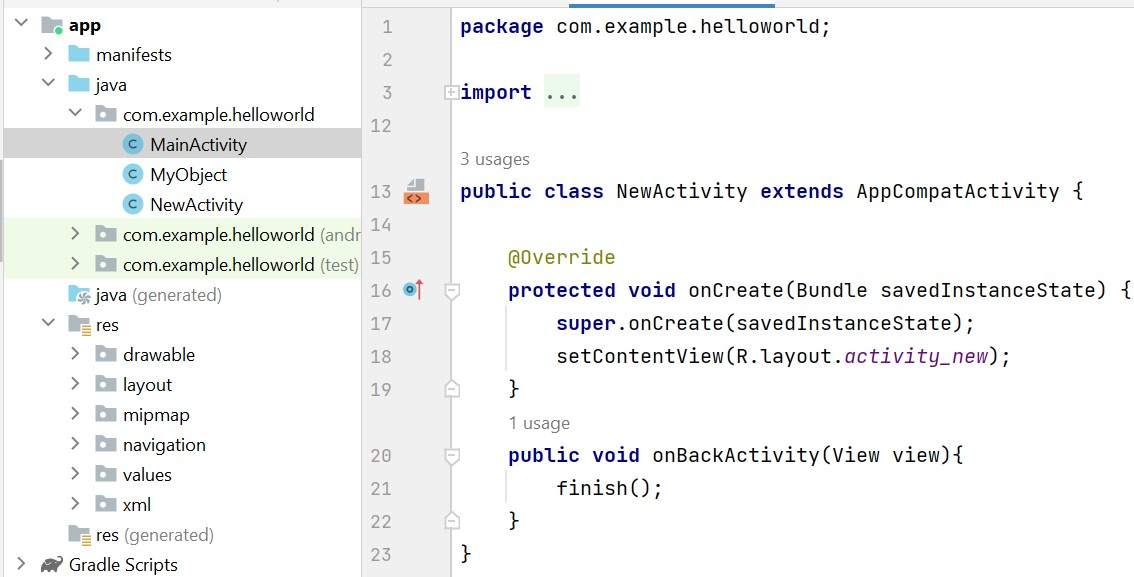 app
manifests
java
com.example.helloworld
MainActivity
MyObject
NewActivity
com.example.helloworld (andr
com.example.helloworld (test)
java (generated)
res
drawable
layout
mipmap
navigation
values
xml
res (generated)
Gradle Scripts
1 package com.example.helloworld;
2
3 import ...
12
3 usages
13 public class NewActivity extends AppCompatActivity {
14
15 @Override
16 protected void onCreate(Bundle savedInstanceState) {
17 super.onCreate(savedInstanceState);
18 setContentView(R.layout.activity_new);
19 }
1 usage
20 public void onBackActivity(View view){
21 finish();
22 }
23 }